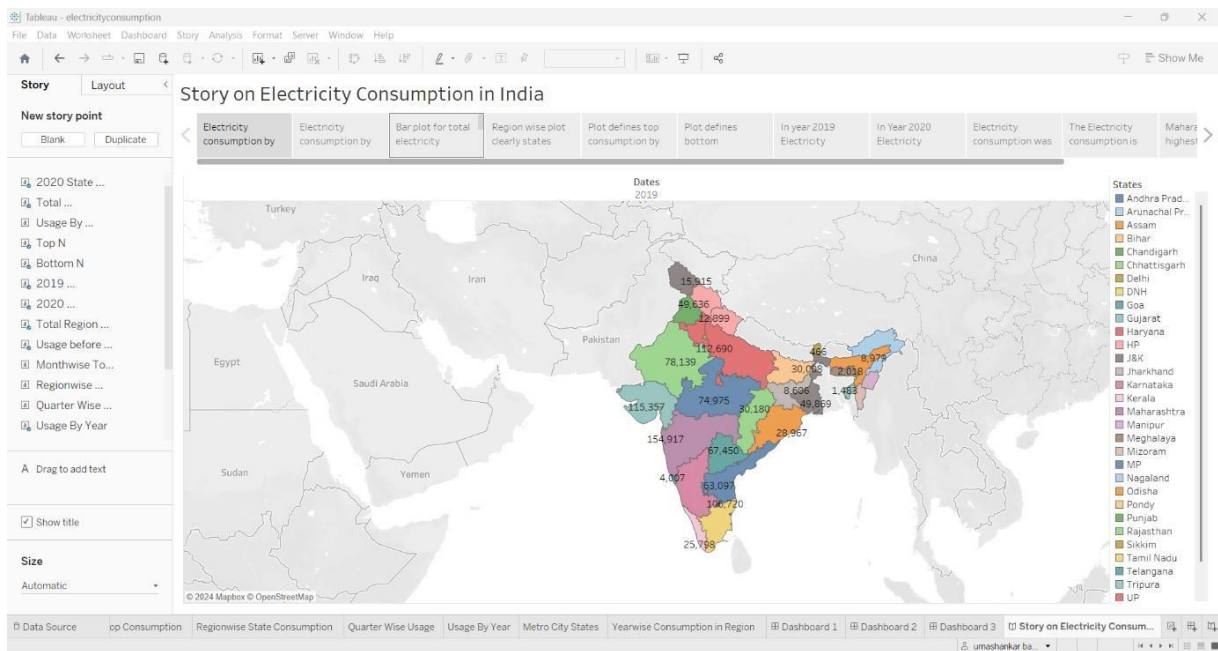 Tableau - electricityconsumption
File Data Worksheet Dashboard Story Analysis Format Server Window Help
Show Me
Story Layout
New story point
Blank Duplicate
2020 State ...
Total ...
Usage By ...
Top N
Bottom N
2019 ...
2020 ...
Total Region ...
Usage before ...
Monthwise To...
Regionwise ...
Quarter Wise ...
Usage By Year
A Drag to add text
Show title
Size
Automatic
Story on Electricity Consumption in India
Electricity consumption by
Electricity consumption by
Bar plot for total electricity
Region wise plot clearly states
Plot defines top consumption by
Plot defines bottom
In year 2019 Electricity
In Year 2020 Electricity
Electricity consumption was
The Electricity consumption is
Mahara highest
Dates
2019
Turkey
China
Iraq
Iran
Pakistan
Egypt
Saudi Arabia
Sudan
Yemen
15,915
49,636
12,899
112,690
466
8,979
78,139
30,008
2,018
8,606
1,483
74,975
49,869
115,357
30,180
28,967
154,917
67,450
4,007
63,097
106,720
25,798
© 2024 Mapbox © OpenStreetMap
States
Andhra Prad...
Arunachal Pr...
Assam
Bihar
Chandigarh
Chhattisgarh
Delhi
DNH
Goa
Gujarat
Haryana
HP
J&K
Jharkhand
Karnataka
Kerala
Maharashtra
Manipur
Meghalaya
Mizoram
MP
Nagaland
Odisha
Pondy
Punjab
Rajasthan
Sikkim
Tamil Nadu
Telangana
Tripura
UP
Data Source op Consumption Regionwise State Consumption Quarter Wise Usage Usage By Year Metro City States Yearwise Consumption in Region Dashboard 1 Dashboard 2 Dashboard 3 Story on Electricity Consum...
umashankar ba...